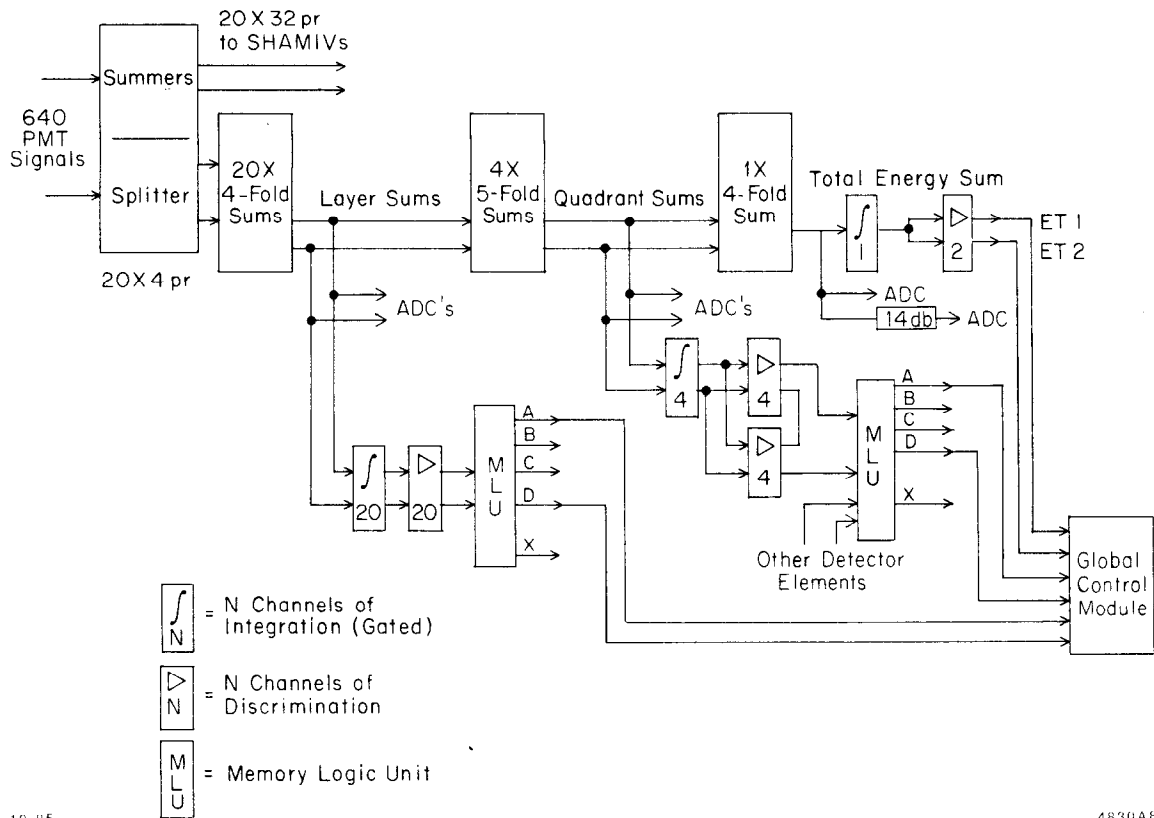 20 X 32 pr
to SHAMIVs
Summers
640
PMT
Signals
Splitter
20X 4 pr
20X
4-Fold
Sums
Layer Sums
4X
5-Fold
Sums
Quadrant Sums
1X
4-Fold
Sum
Total Energy Sum
∫
1
▷
2
ET 1
ET 2
ADC's
ADC's
ADC
14db
ADC
∫
4
▷
4
▷
4
M
L
U
A
B
C
D
X
∫
20
▷
20
M
L
U
A
B
C
D
X
Other Detector
Elements
Global
Control
Module
∫
N
= N Channels of
Integration (Gated)
▷
N
= N Channels of
Discrimination
M
L
U
= Memory Logic Unit
4830A8